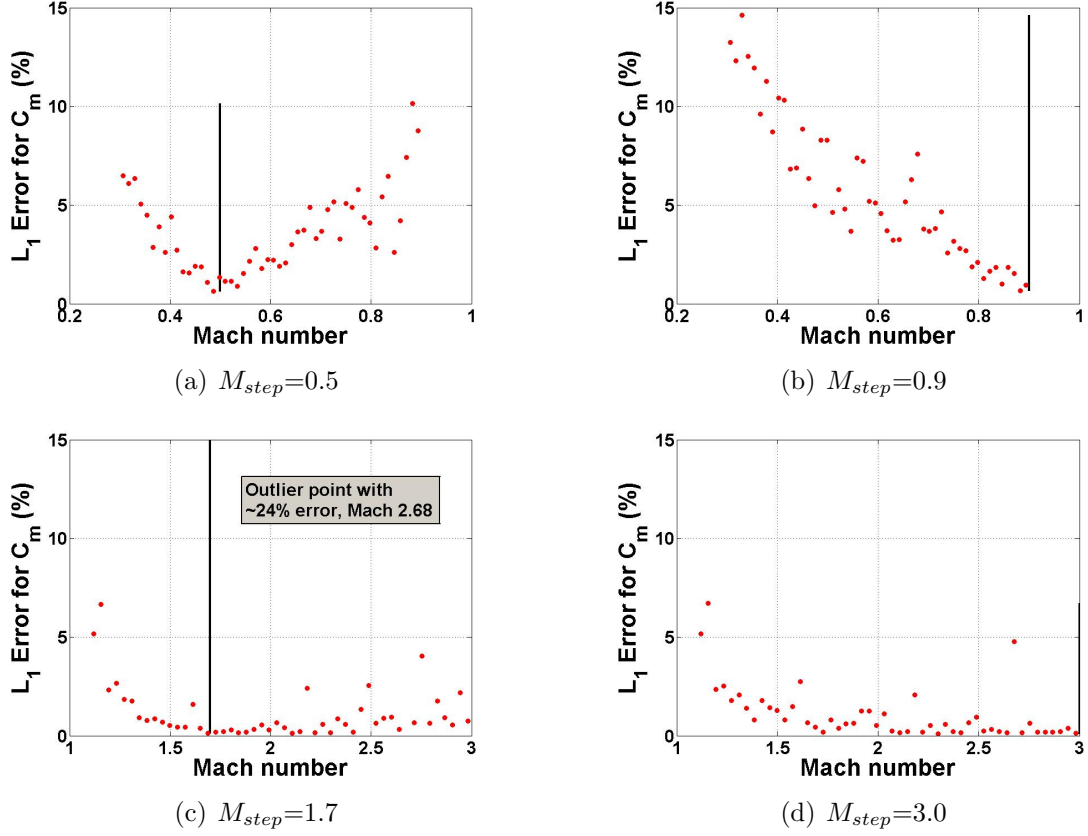 15
10
5
0
L1 Error for Cm (%)
0.2 0.4 0.6 0.8 1
Mach number
(a) Mstep=0.5
15
10
5
0
L1 Error for Cm (%)
0.2 0.4 0.6 0.8 1
Mach number
(b) Mstep=0.9
15
10
5
0
L1 Error for Cm (%)
Outlier point with
~24% error, Mach 2.68
1 1.5 2 2.5 3
Mach number
(c) Mstep=1.7
15
10
5
0
L1 Error for Cm (%)
1 1.5 2 2.5 3
Mach number
(d) Mstep=3.0